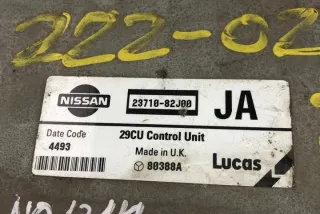 222-02
NISSAN
23710-82J00
JA
Date Code
4493
29CU Control Unit
Made in U.K.
80388A
Lucas